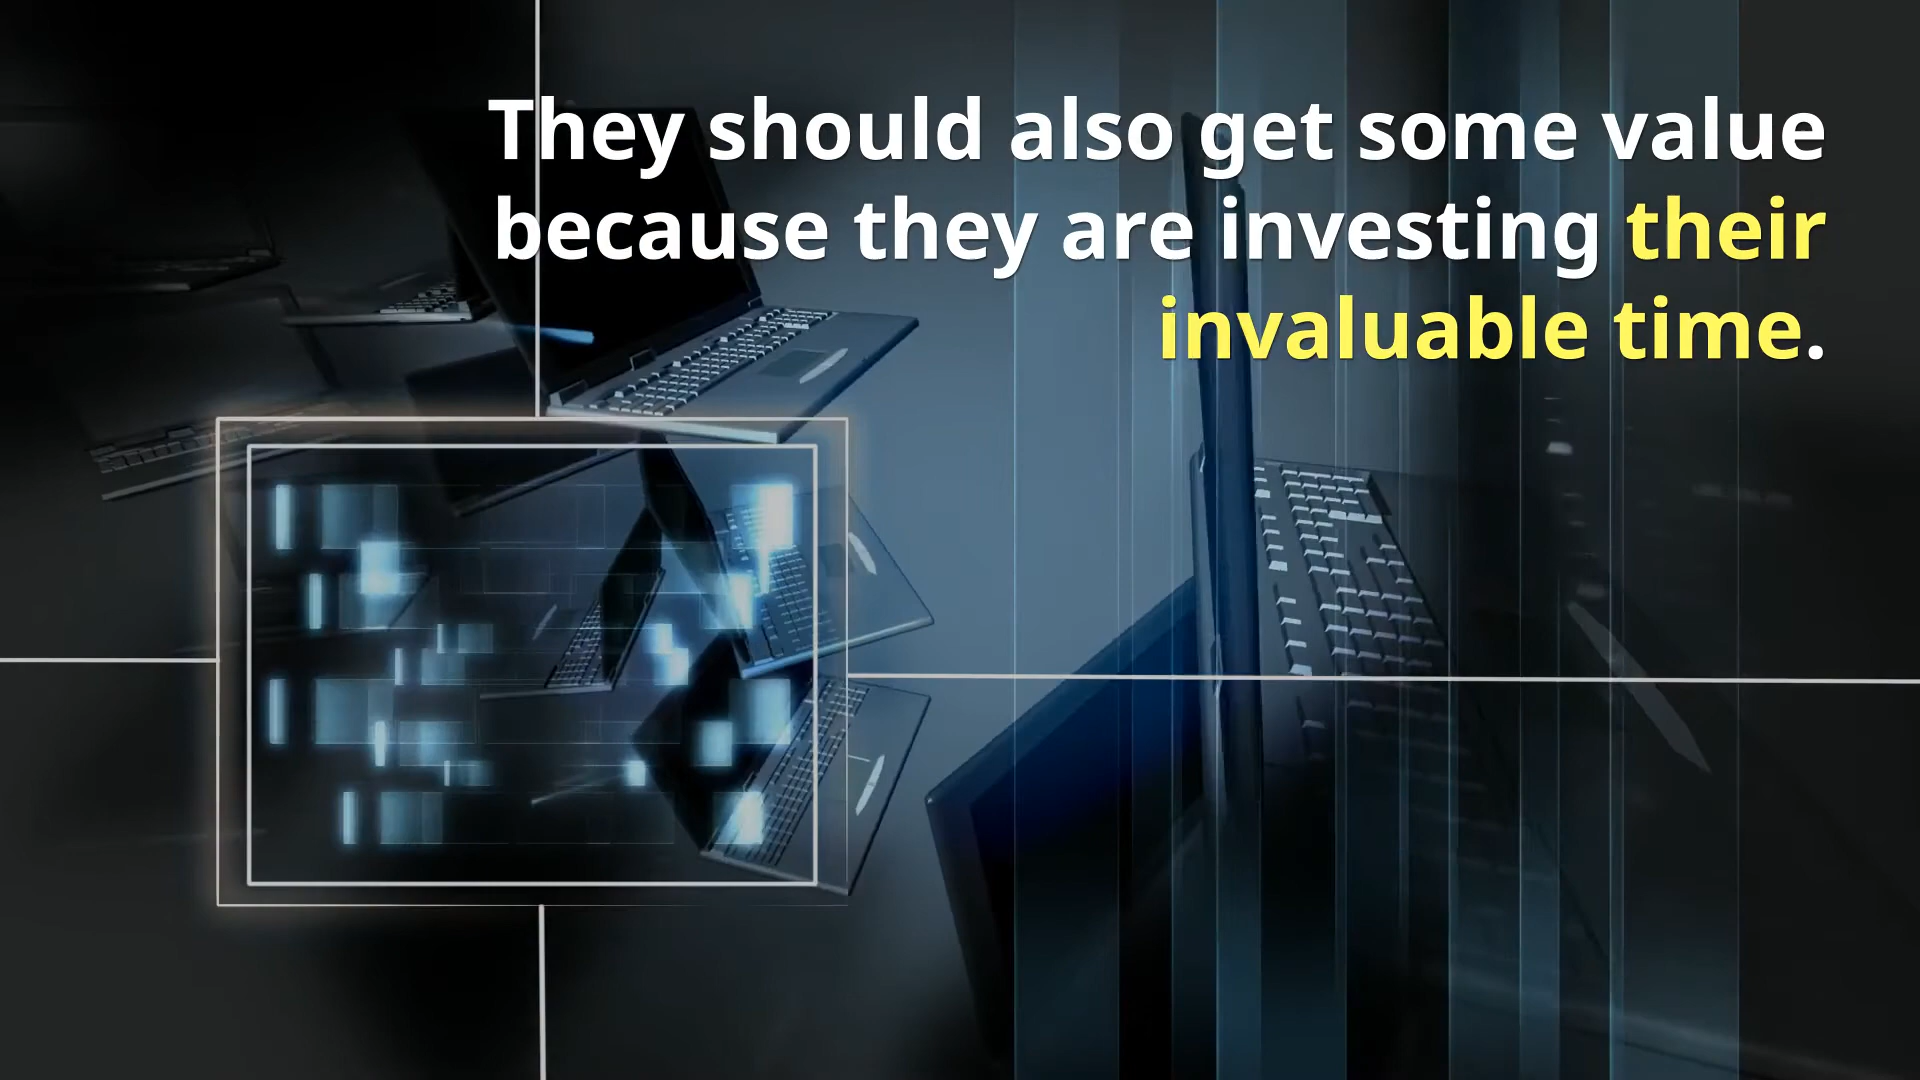 They should also get some value
because they are investing their
invaluable time.